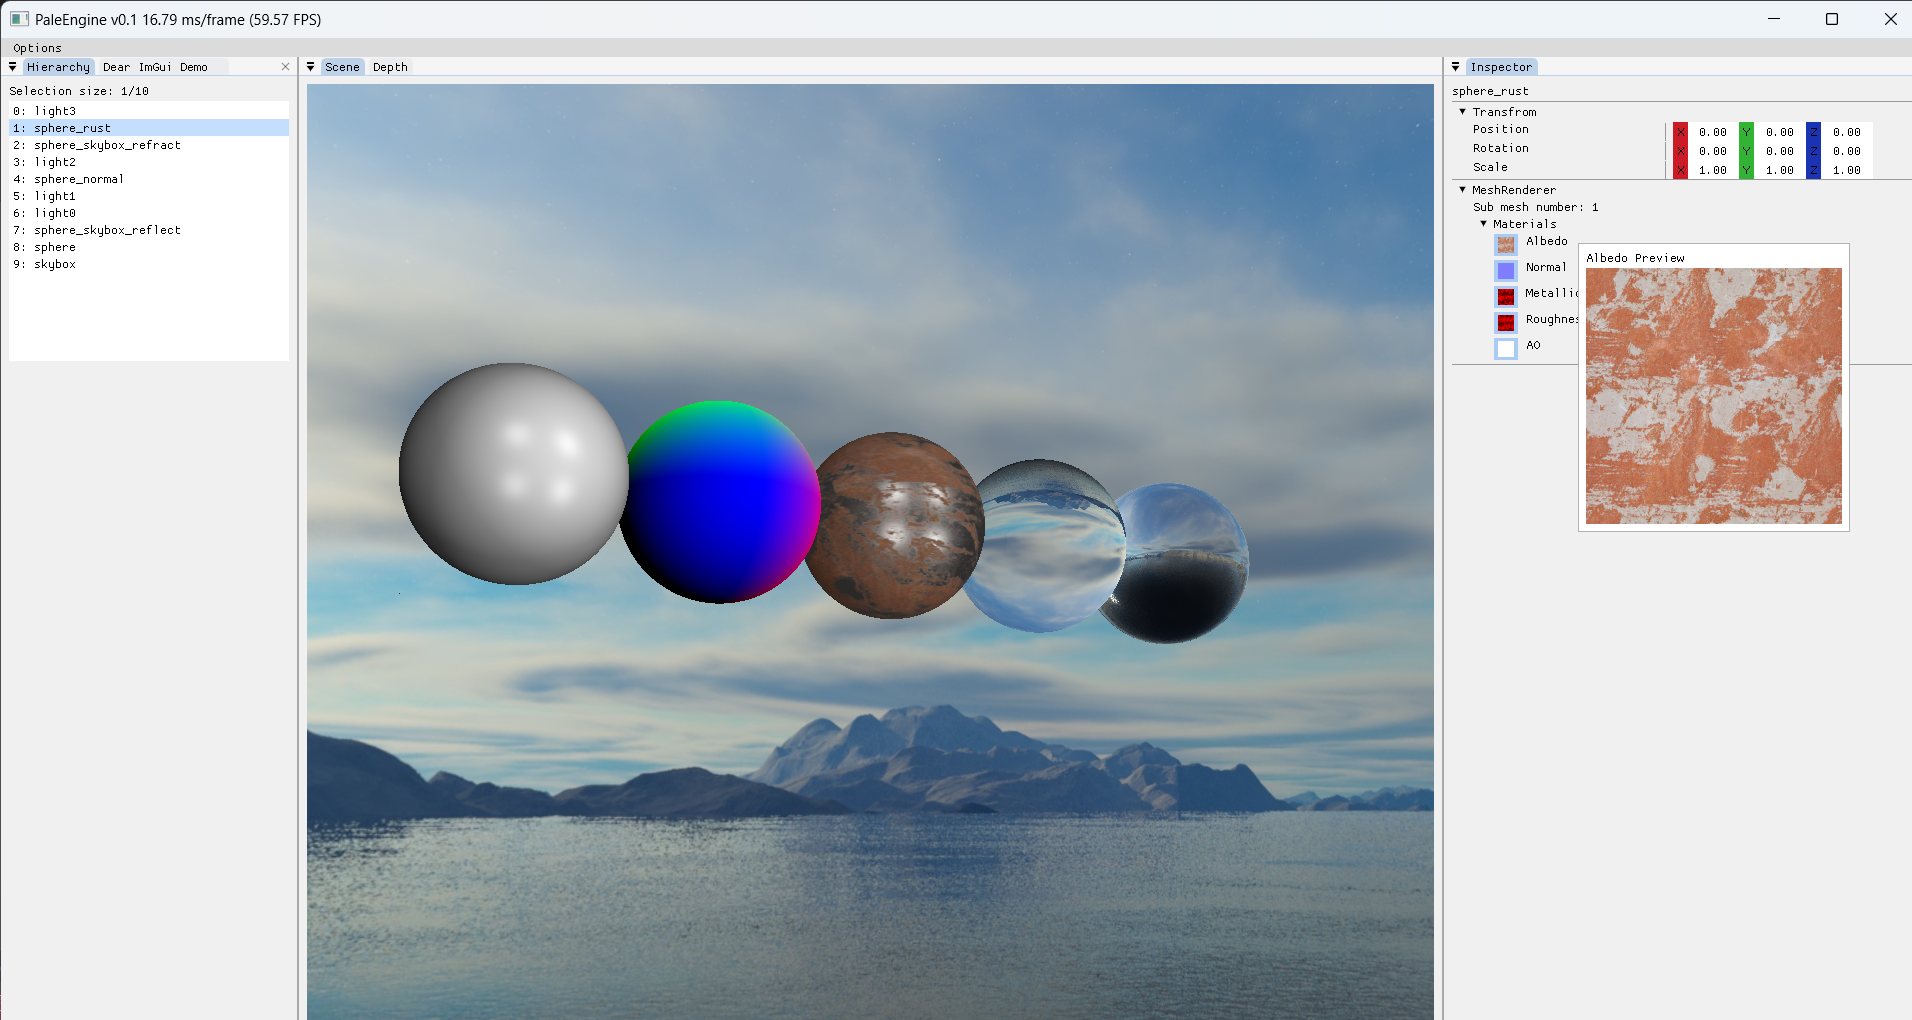 PaleEngine v0.1 16.79 ms/frame (59.57 FPS)
Options
Hierarchy Dear ImGui Demo
Selection size: 1/10
0: light3
1: sphere_rust
2: sphere_skybox_refract
3: light2
4: sphere_normal
5: light1
6: light0
7: sphere_skybox_reflect
8: sphere
9: skybox
Scene Depth
Inspector
sphere_rust
Transfrom
Position X 0.00 Y 0.00 Z 0.00
Rotation X 0.00 Y 0.00 Z 0.00
Scale X 1.00 Y 1.00 Z 1.00
MeshRenderer
Sub mesh number: 1
Materials
Albedo
Normal
Metallic
Roughnes
AO
Albedo Preview